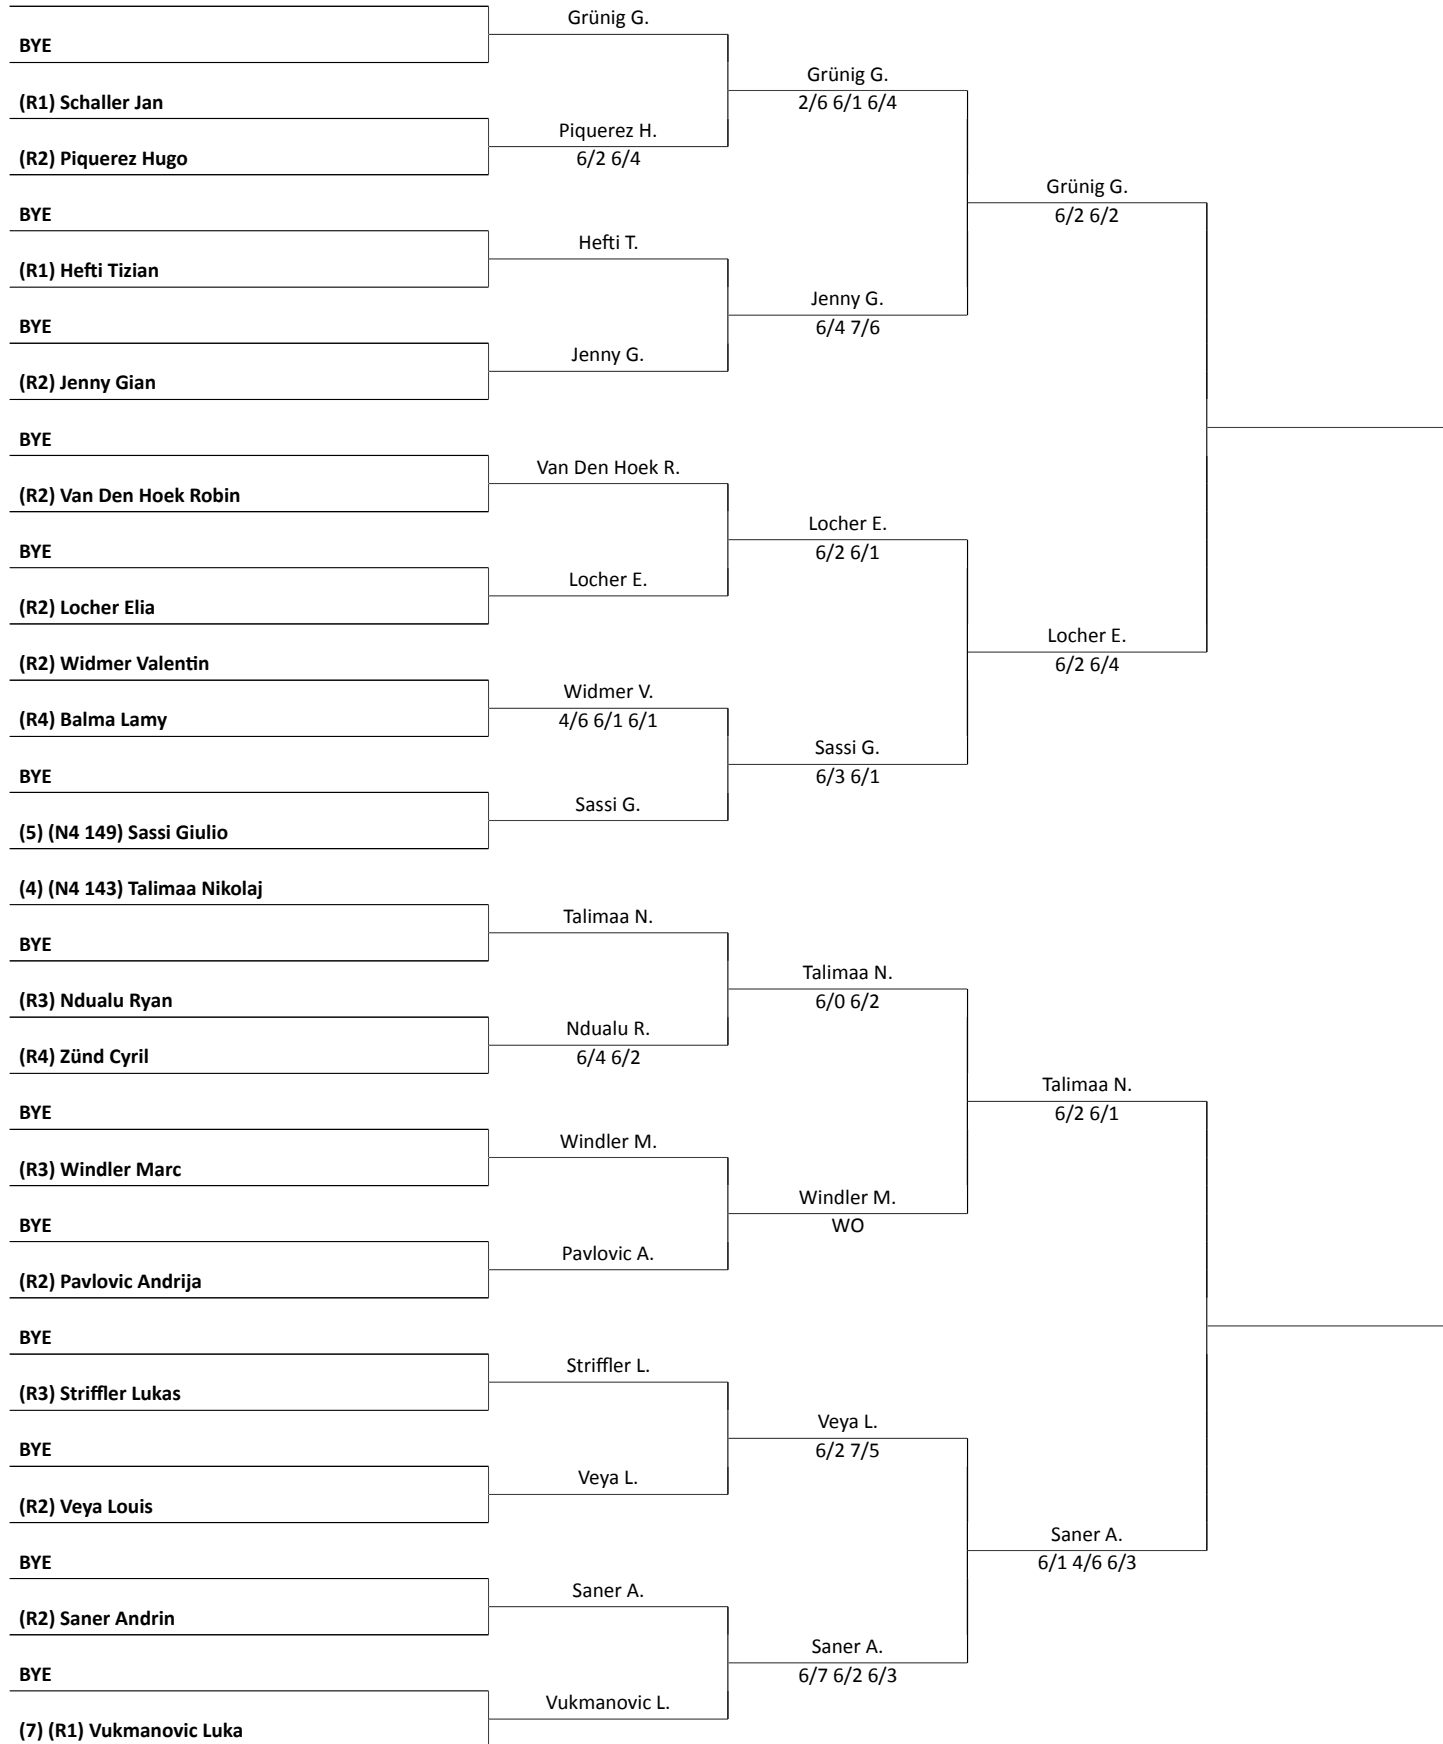 BYE
(R1) Schaller Jan
(R2) Piquerez Hugo
BYE
(R1) Hefti Tizian
BYE
(R2) Jenny Gian
BYE
(R2) Van Den Hoek Robin
BYE
(R2) Locher Elia
(R2) Widmer Valentin
(R4) Balma Lamy
BYE
(5) (N4 149) Sassi Giulio
(4) (N4 143) Talimaa Nikolaj
BYE
(R3) Ndualu Ryan
(R4) Zünd Cyril
BYE
(R3) Windler Marc
BYE
(R2) Pavlovic Andrija
BYE
(R3) Striffler Lukas
BYE
(R2) Veya Louis
BYE
(R2) Saner Andrin
BYE
(7) (R1) Vukmanovic Luka
Grünig G.
Piquerez H.
6/2 6/4
Hefti T.
Jenny G.
Van Den Hoek R.
Locher E.
Widmer V.
4/6 6/1 6/1
Sassi G.
Talimaa N.
Ndualu R.
6/4 6/2
Windler M.
Pavlovic A.
Striffler L.
Veya L.
Saner A.
Vukmanovic L.
Grünig G.
2/6 6/1 6/4
Jenny G.
6/4 7/6
Locher E.
6/2 6/1
Sassi G.
6/3 6/1
Talimaa N.
6/0 6/2
Windler M.
WO
Veya L.
6/2 7/5
Saner A.
6/7 6/2 6/3
Grünig G.
6/2 6/2
Locher E.
6/2 6/4
Talimaa N.
6/2 6/1
Saner A.
6/1 4/6 6/3